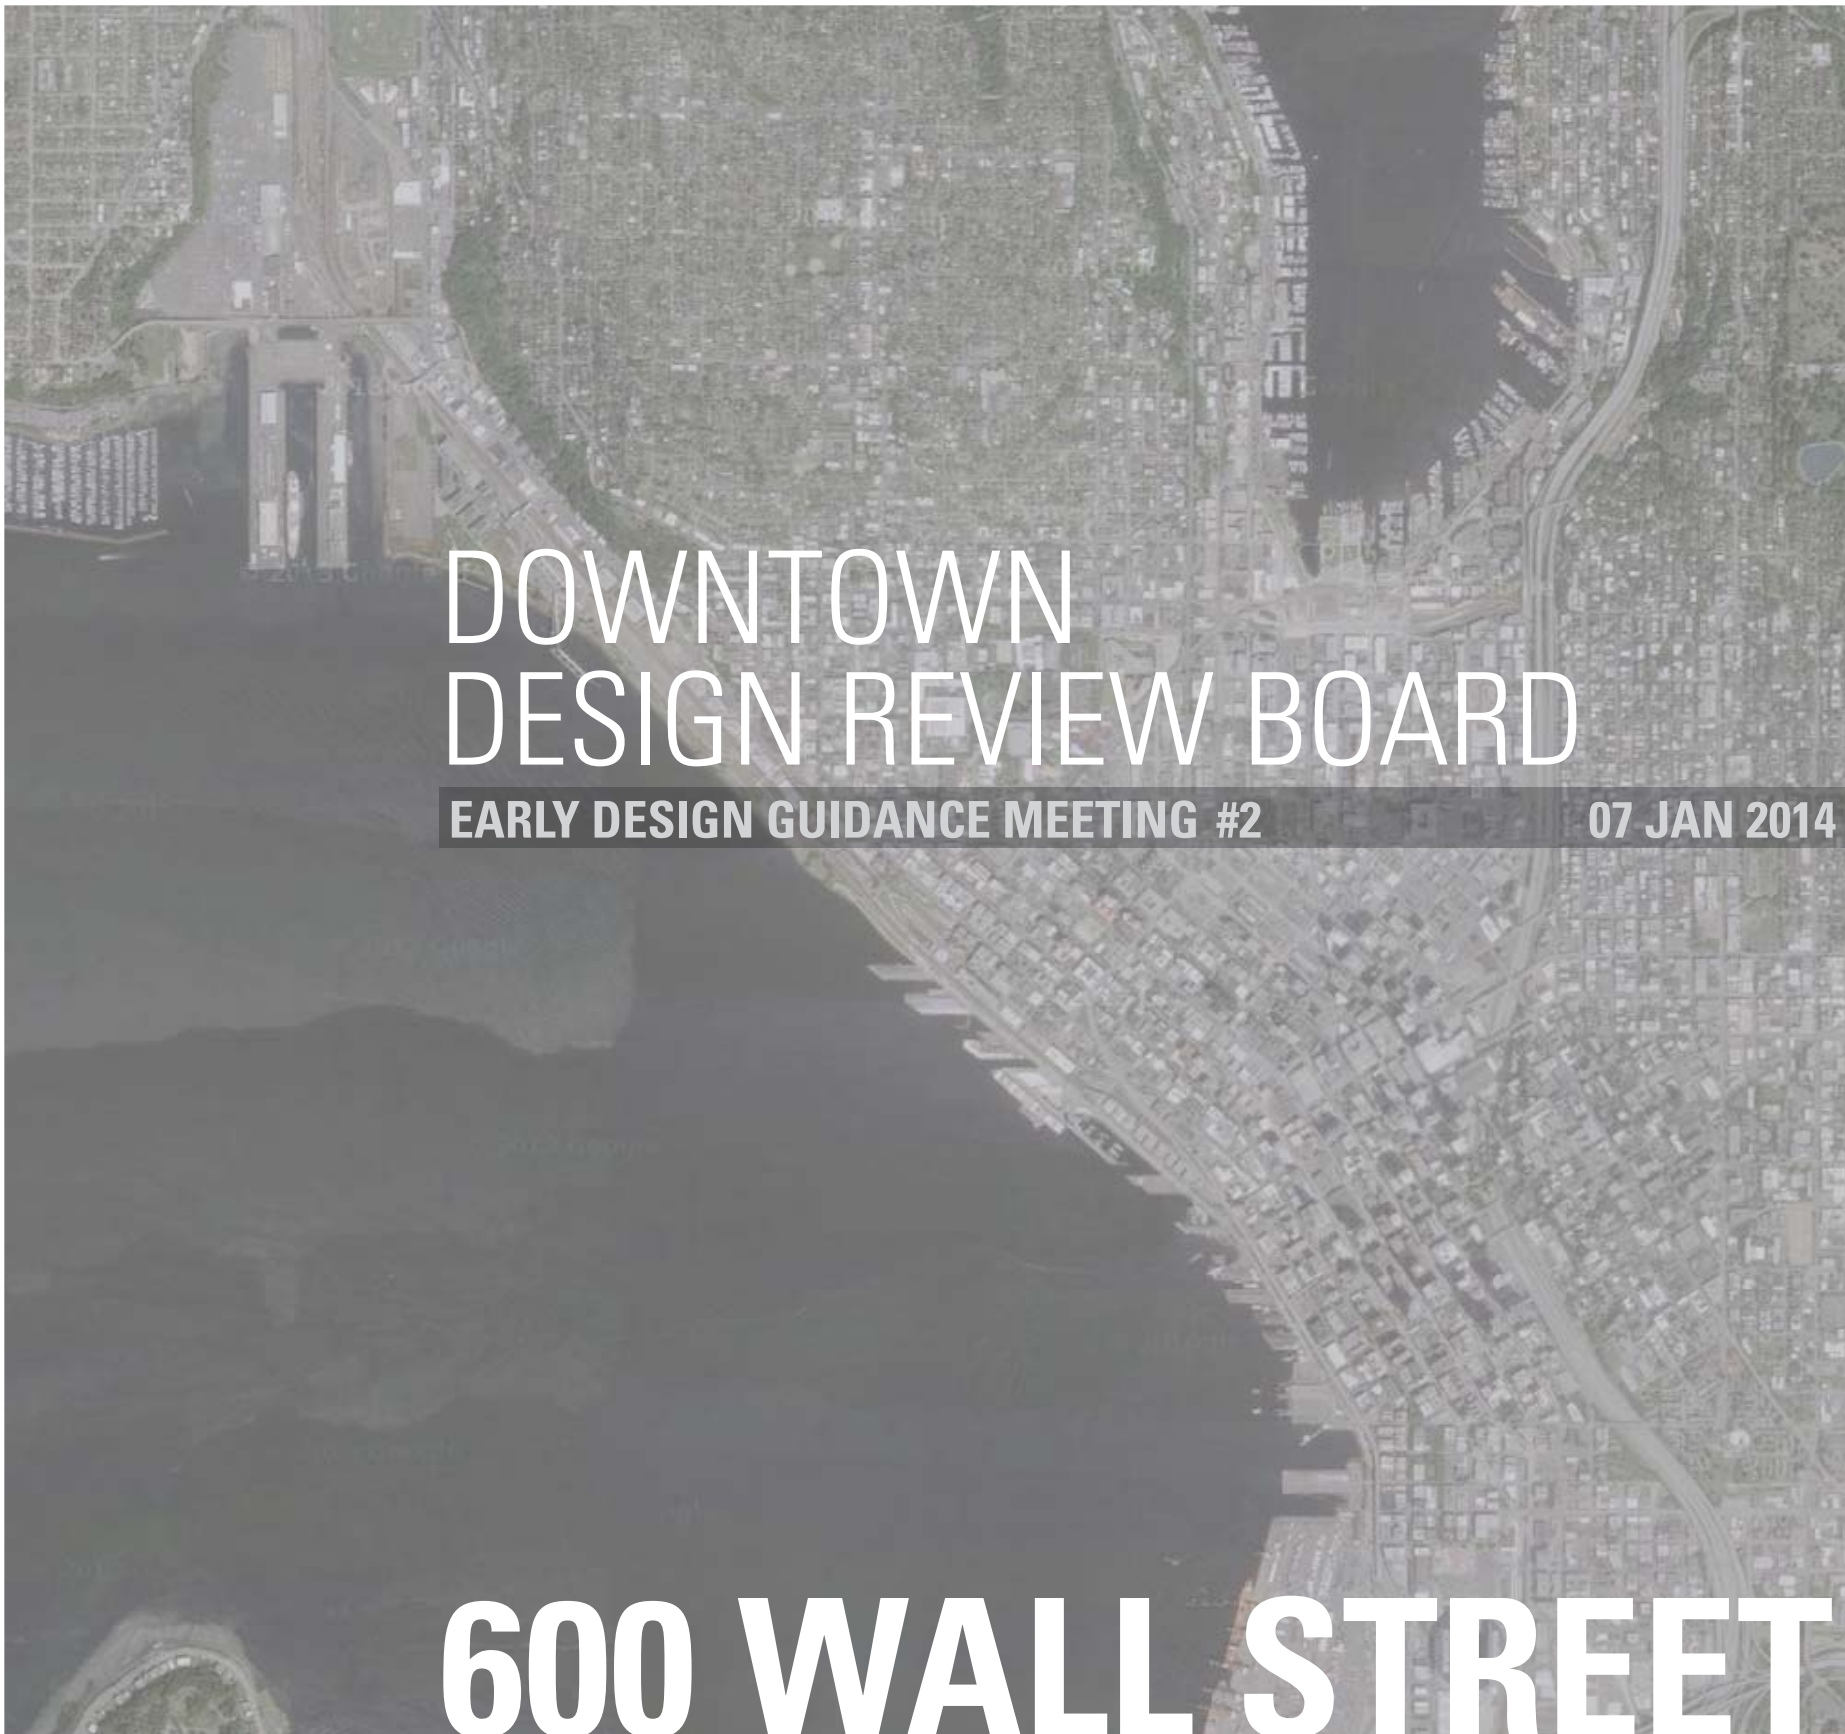 DOWNTOWN
DESIGN REVIEW BOARD
EARLY DESIGN GUIDANCE MEETING #2 07 JAN 2014
600 WALL STREET